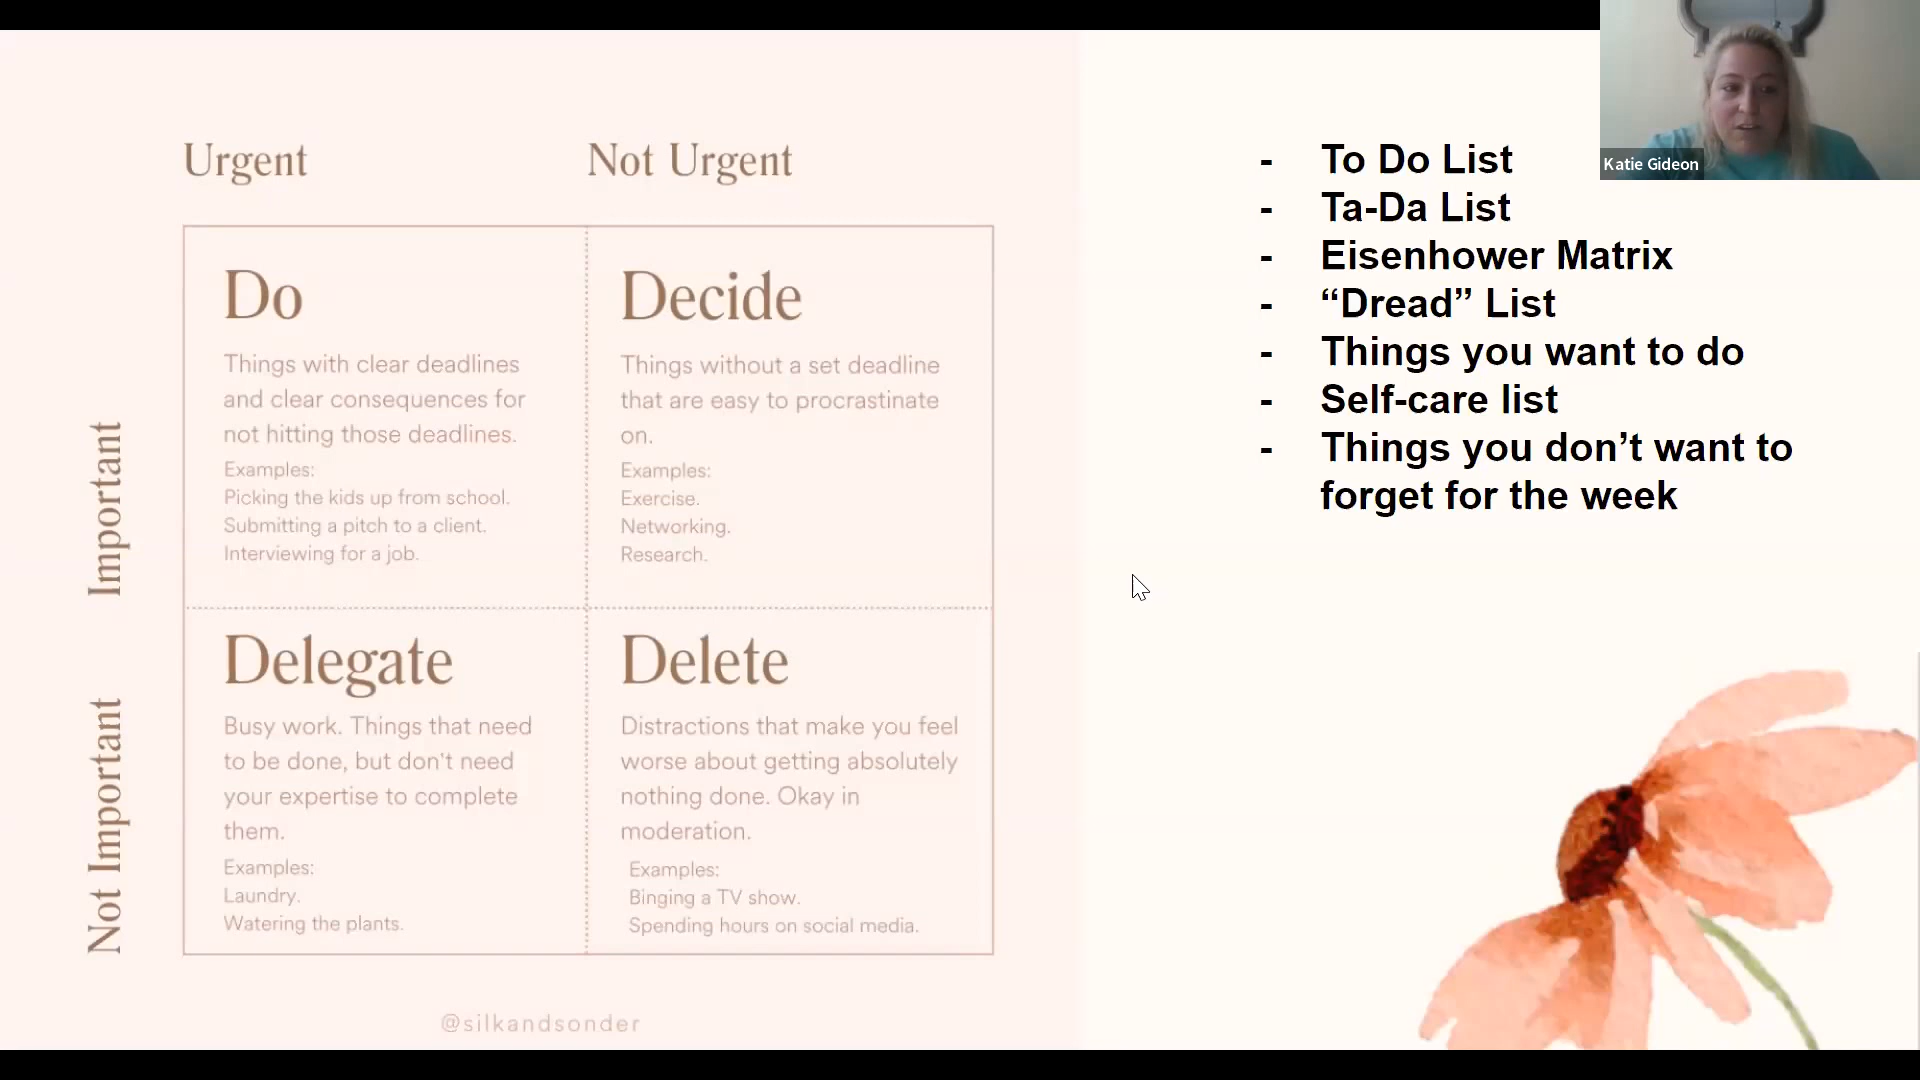 Urgent
Not Urgent
Important
Not Important
Do
Things with clear deadlines
and clear consequences for
not hitting those deadlines.
Examples:
Picking the kids up from school.
Submitting a pitch to a client.
Interviewing for a job.
Decide
Things without a set deadline
that are easy to procrastinate
on.
Examples:
Exercise.
Networking.
Research.
Delegate
Busy work. Things that need
to be done, but don't need
your expertise to complete
them.
Examples:
Laundry.
Watering the plants.
Delete
Distractions that make you feel
worse about getting absolutely
nothing done. Okay in
moderation.
Examples:
Binging a TV show.
Spending hours on social media.
@silkandsonder
- To Do List
- Ta-Da List
- Eisenhower Matrix
- “Dread” List
- Things you want to do
- Self-care list
- Things you don’t want to
forget for the week
Katie Gideon